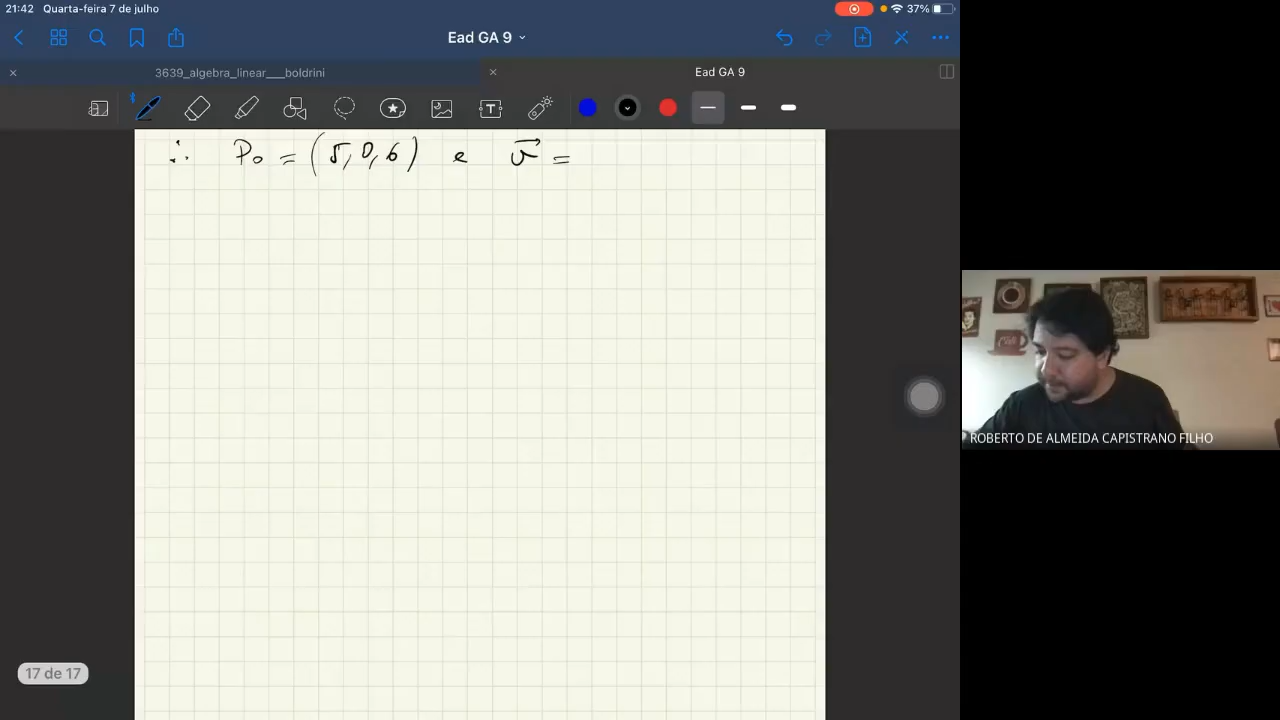 21:42 Quarta-feira 7 de julho 37%
Ead GA 9
3639_algebra_linear___boldrini Ead GA 9
∴ P₀ = (5, 0, 6) e v⃗ =
ROBERTO DE ALMEIDA CAPISTRANO FILHO
17 de 17